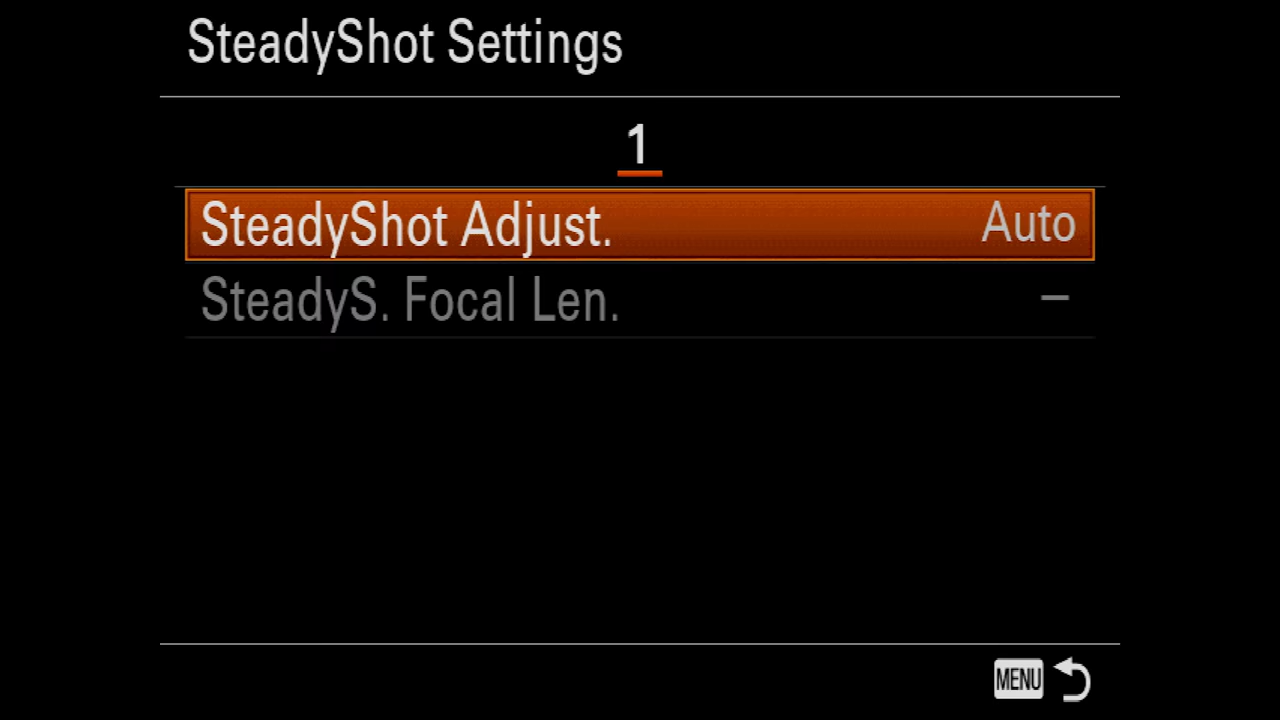 SteadyShot Settings
1
SteadyShot Adjust. Auto
SteadyS. Focal Len. –
MENU